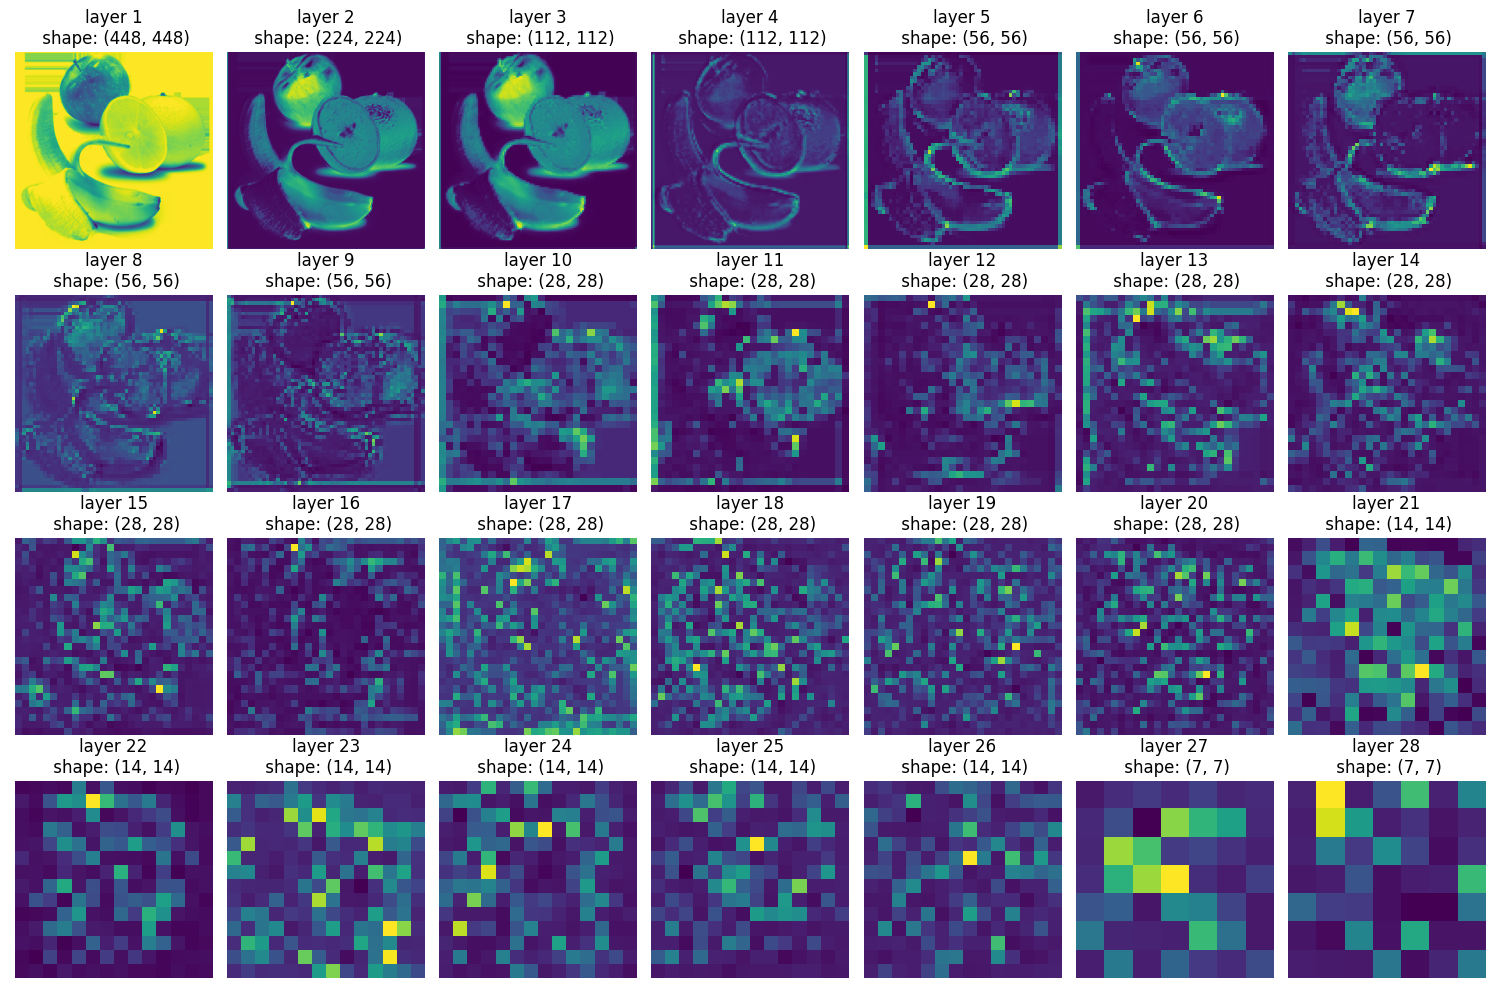 layer 1
shape: (448, 448)
layer 2
shape: (224, 224)
layer 3
shape: (112, 112)
layer 4
shape: (112, 112)
layer 5
shape: (56, 56)
layer 6
shape: (56, 56)
layer 7
shape: (56, 56)
layer 8
shape: (56, 56)
layer 9
shape: (56, 56)
layer 10
shape: (28, 28)
layer 11
shape: (28, 28)
layer 12
shape: (28, 28)
layer 13
shape: (28, 28)
layer 14
shape: (28, 28)
layer 15
shape: (28, 28)
layer 16
shape: (28, 28)
layer 17
shape: (28, 28)
layer 18
shape: (28, 28)
layer 19
shape: (28, 28)
layer 20
shape: (28, 28)
layer 21
shape: (14, 14)
layer 22
shape: (14, 14)
layer 23
shape: (14, 14)
layer 24
shape: (14, 14)
layer 25
shape: (14, 14)
layer 26
shape: (14, 14)
layer 27
shape: (7, 7)
layer 28
shape: (7, 7)